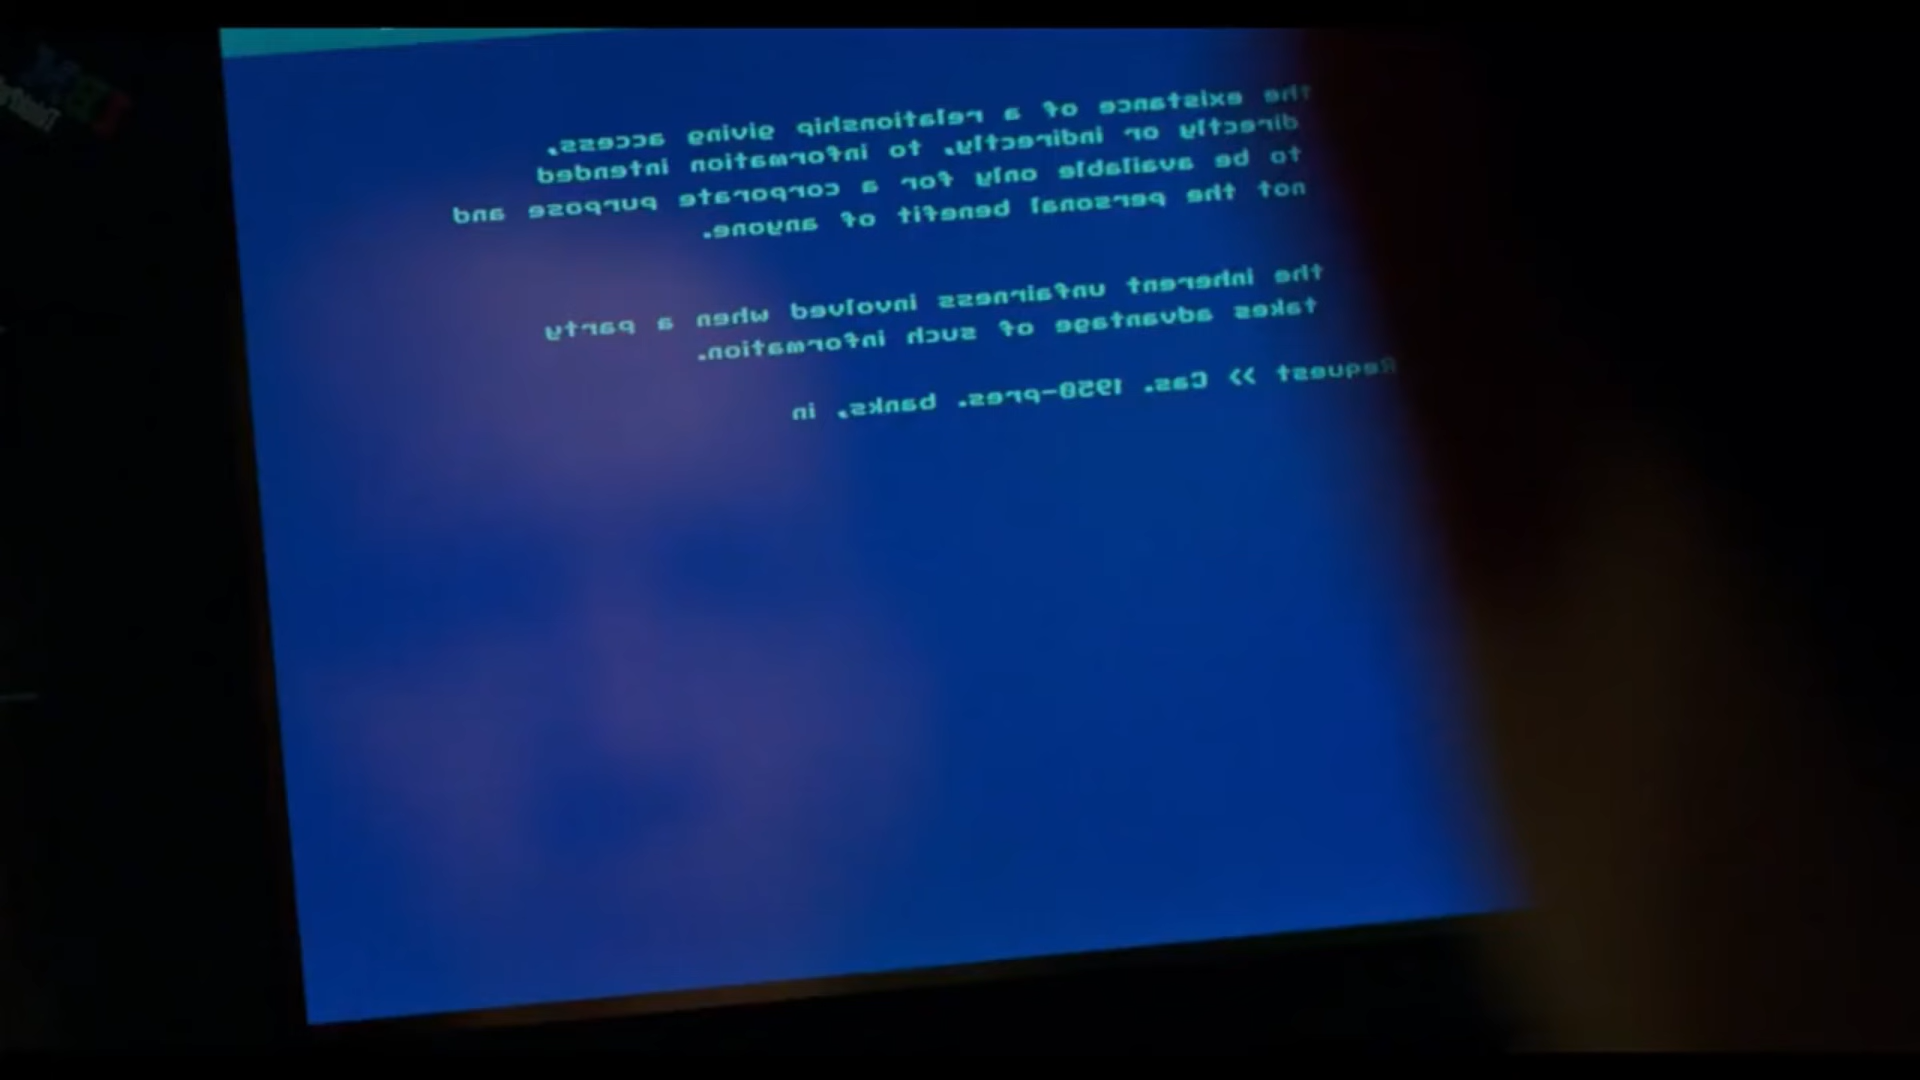 the existance of a relationship giving access,
directly or indirectly, to information intended
to be available only for a corporate purpose and
not the personal benefit of anyone.
the inherent unfairness involved when a party
takes advantage of such information.
Request >> Cas. 1950-pres. banks, in